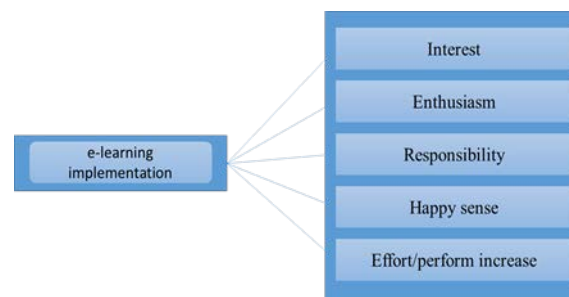 e-learning
implementation
Interest
Enthusiasm
Responsibility
Happy sense
Effort/perform increase